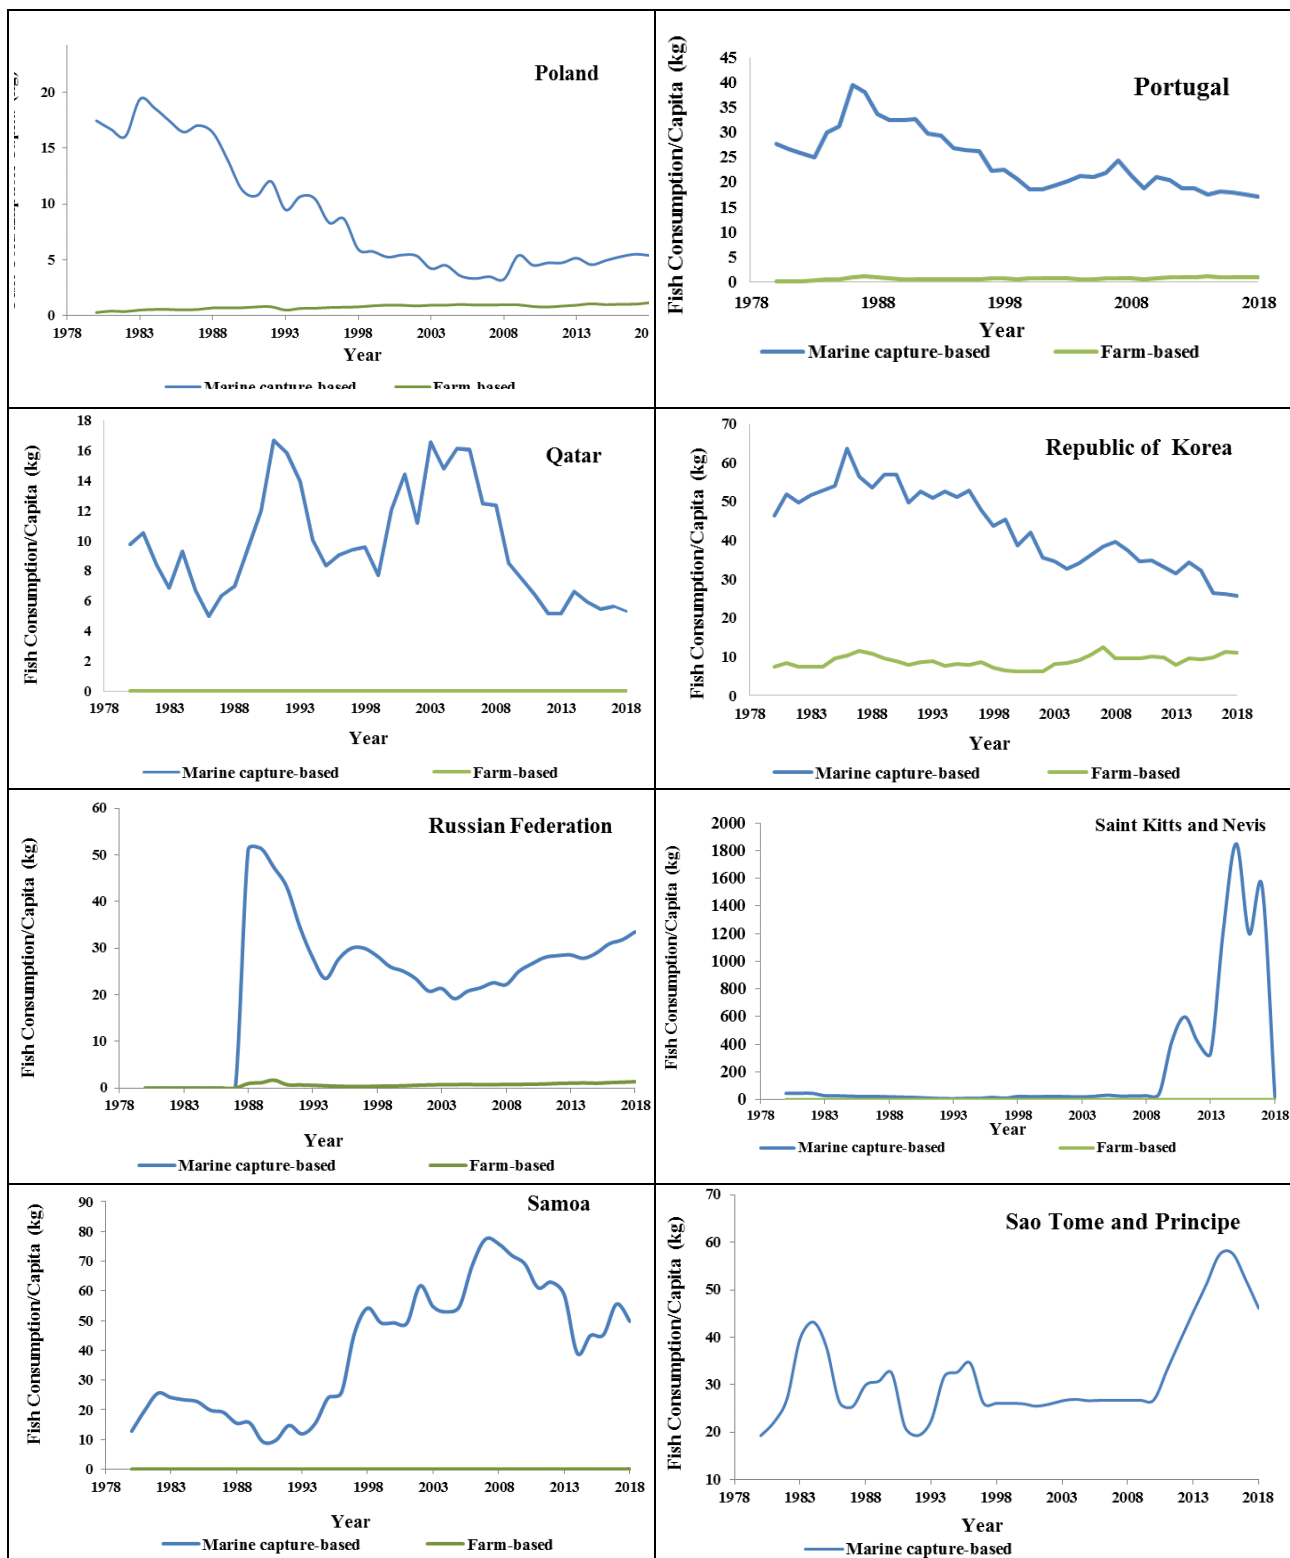 Poland
20
15
10
5
0
1978 1983 1988 1993 1998 2003 2008 2013 20
Year
Marine capture-based Farm-based
Portugal
Fish Consumption/Capita (kg)
45
40
35
30
25
20
15
10
5
0
1978 1988 1998 2008 2018
Year
Marine capture-based Farm-based
Qatar
Fish Consumption/Capita (kg)
18
16
14
12
10
8
6
4
2
0
1978 1983 1988 1993 1998 2003 2008 2013 2018
Year
Marine capture-based Farm-based
Republic of Korea
Fish Consumption/Capita (kg)
70
60
50
40
30
20
10
0
1978 1983 1988 1993 1998 2003 2008 2013 2018
Year
Marine capture-based Farm-based
Russian Federation
Fish Consumption/Capita (kg)
60
50
40
30
20
10
0
1978 1983 1988 1993 1998 2003 2008 2013 2018
Year
Marine capture-based Farm-based
Saint Kitts and Nevis
Fish Consumption/Capita (kg)
2000
1800
1600
1400
1200
1000
800
600
400
200
0
1978 1983 1988 1993 1998 2003 2008 2013 2018
Year
Marine capture-based Farm-based
Samoa
Fish Consumption/Capita (kg)
90
80
70
60
50
40
30
20
10
0
1978 1983 1988 1993 1998 2003 2008 2013 2018
Year
Marine capture-based Farm-based
Sao Tome and Principe
Fish Consumption/Capita (kg)
70
60
50
40
30
20
10
1978 1983 1988 1993 1998 2003 2008 2013 2018
Year
Marine capture-based